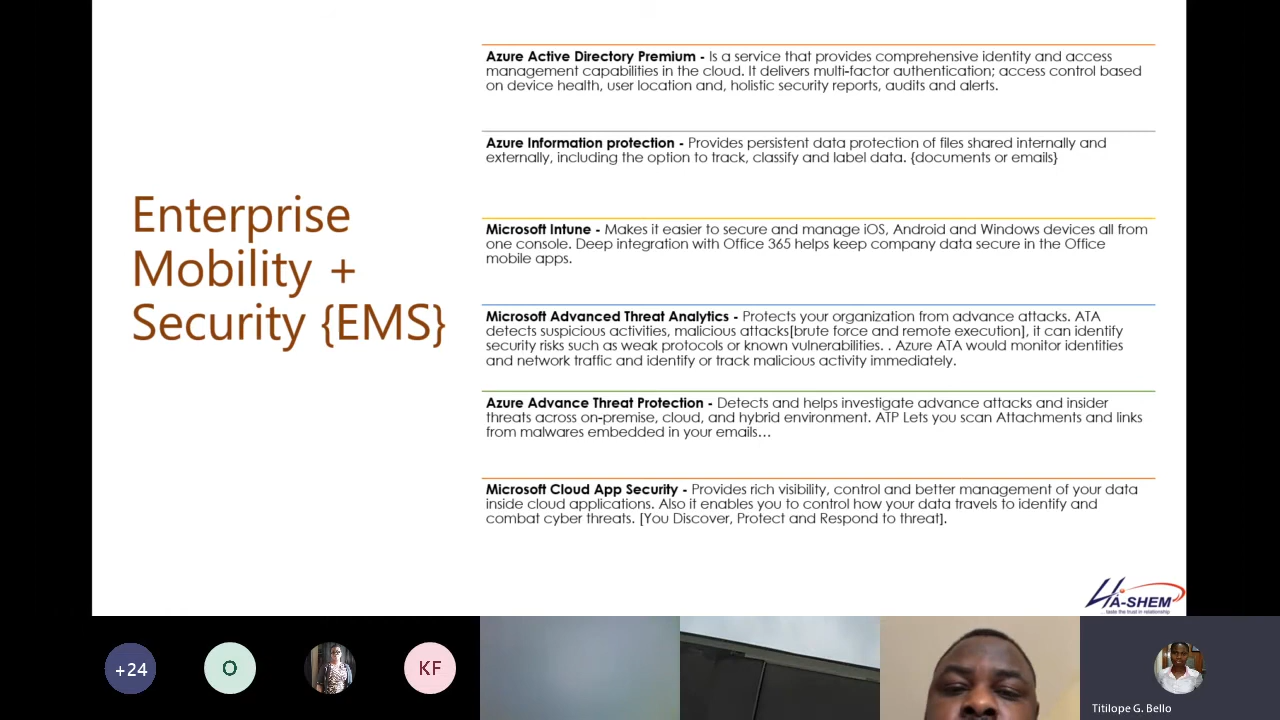 Enterprise
Mobility +
Security {EMS}
Azure Active Directory Premium - Is a service that provides comprehensive identity and access
management capabilities in the cloud. It delivers multi-factor authentication; access control based
on device health, user location and, holistic security reports, audits and alerts.
Azure Information protection - Provides persistent data protection of files shared internally and
externally, including the option to track, classify and label data. {documents or emails}
Microsoft Intune - Makes it easier to secure and manage iOS, Android and Windows devices all from
one console. Deep integration with Office 365 helps keep company data secure in the Office
mobile apps.
Microsoft Advanced Threat Analytics - Protects your organization from advance attacks. ATA
detects suspicious activities, malicious attacks[brute force and remote execution], it can identify
security risks such as weak protocols or known vulnerabilities. . Azure ATA would monitor identities
and network traffic and identify or track malicious activity immediately.
Azure Advance Threat Protection - Detects and helps investigate advance attacks and insider
threats across on-premise, cloud, and hybrid environment. ATP Lets you scan Attachments and links
from malwares embedded in your emails…
Microsoft Cloud App Security - Provides rich visibility, control and better management of your data
inside cloud applications. Also it enables you to control how your data travels to identify and
combat cyber threats. [You Discover, Protect and Respond to threat].
HA-SHEM
...taste the trust in relationship
+24
O
KF
Titilope G. Bello